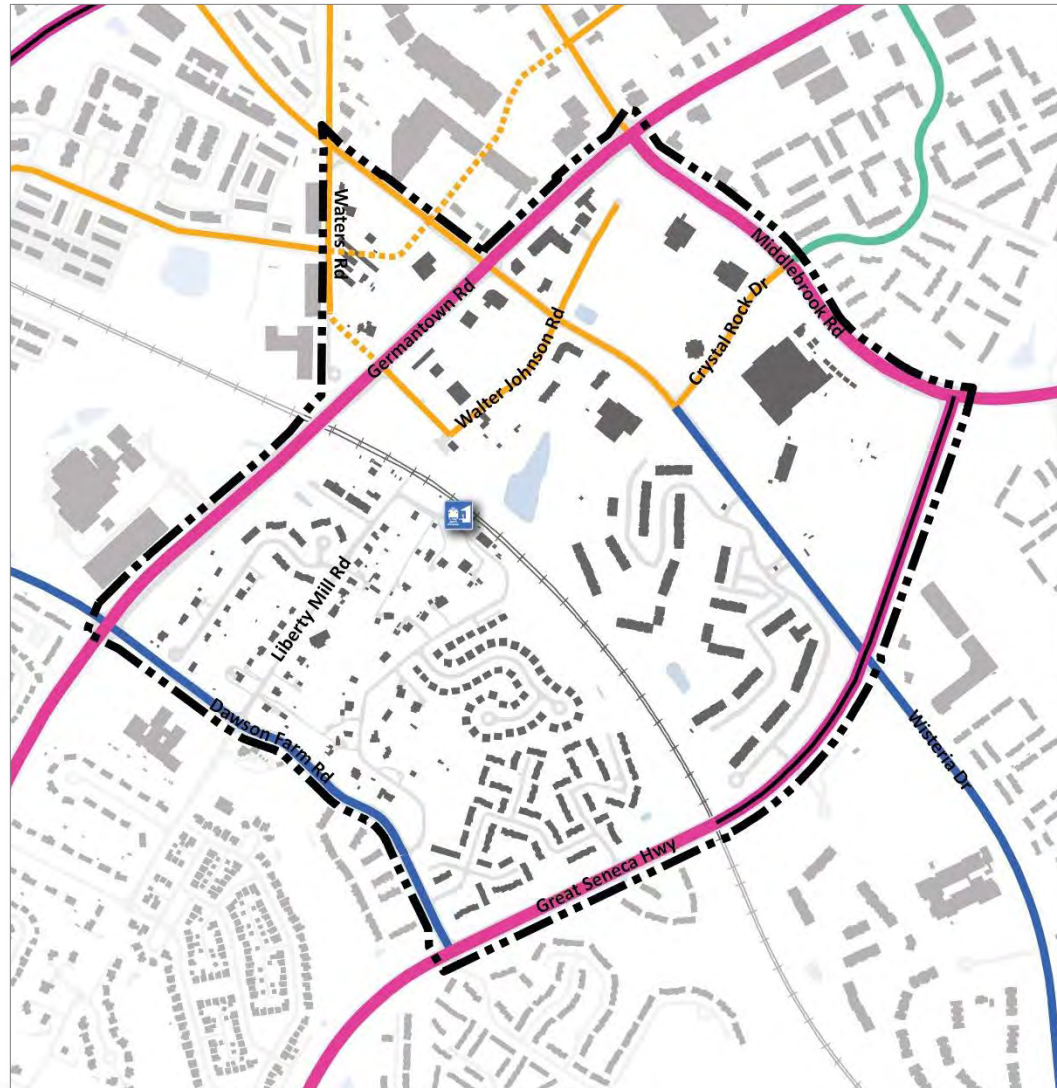 Waters Rd
Germantown Rd
Middlebrook Rd
Crystal Rock Dr
Walter Johnson Rd
Liberty Mill Rd
Dawson Farm Rd
Wisteria Dr
Great Seneca Hwy